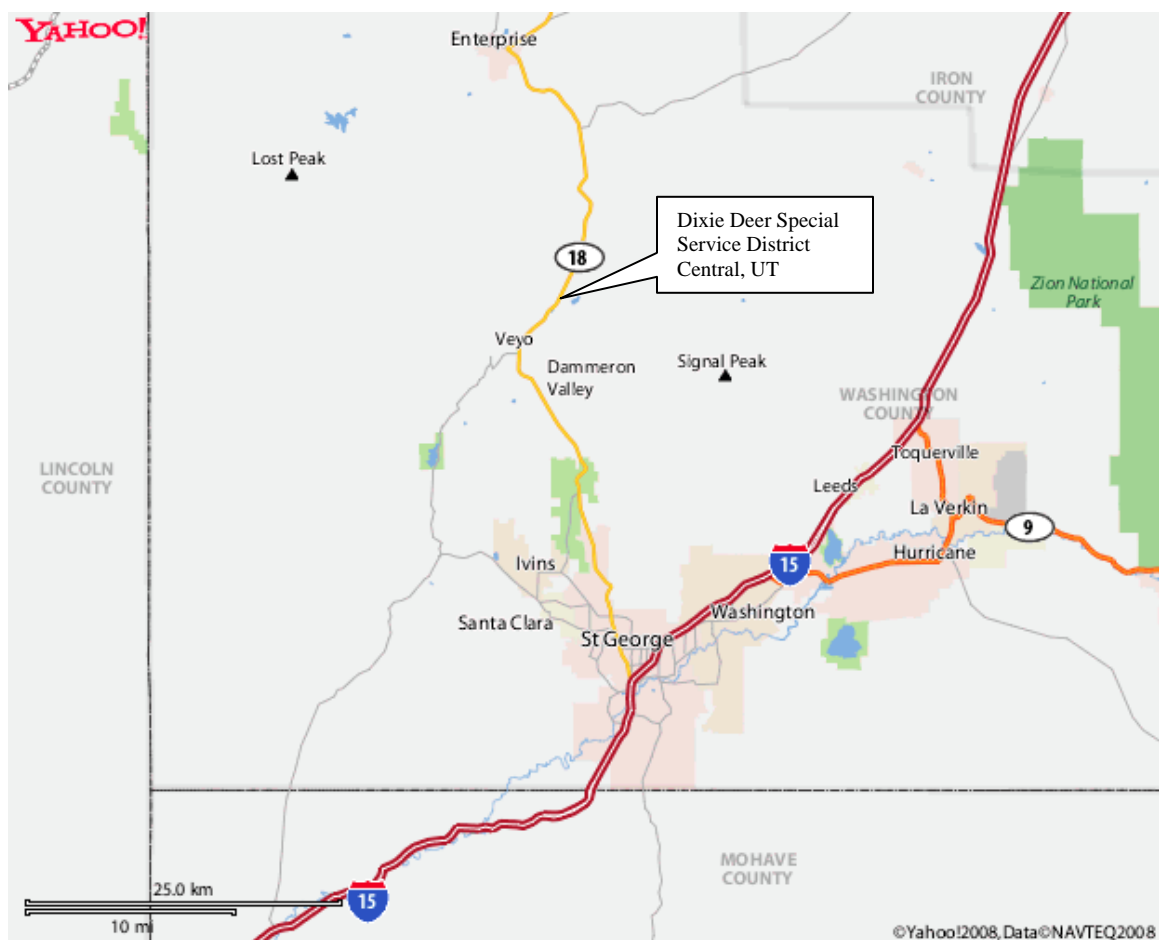 YAHOO!
Enterprise
IRON
COUNTY
Lost Peak
Dixie Deer Special
Service District
Central, UT
18
Zion National
Park
Veyo
Dammeron
Valley
Signal Peak
WASHINGTON
COUNTY
LINCOLN
COUNTY
Toquerville
Leeds
La Verkin
9
Hurricane
15
Ivins
Washington
Santa Clara
St George
MOHAVE
COUNTY
25.0 km
15
10 mi
©Yahoo!2008, Data©NAVTEQ2008